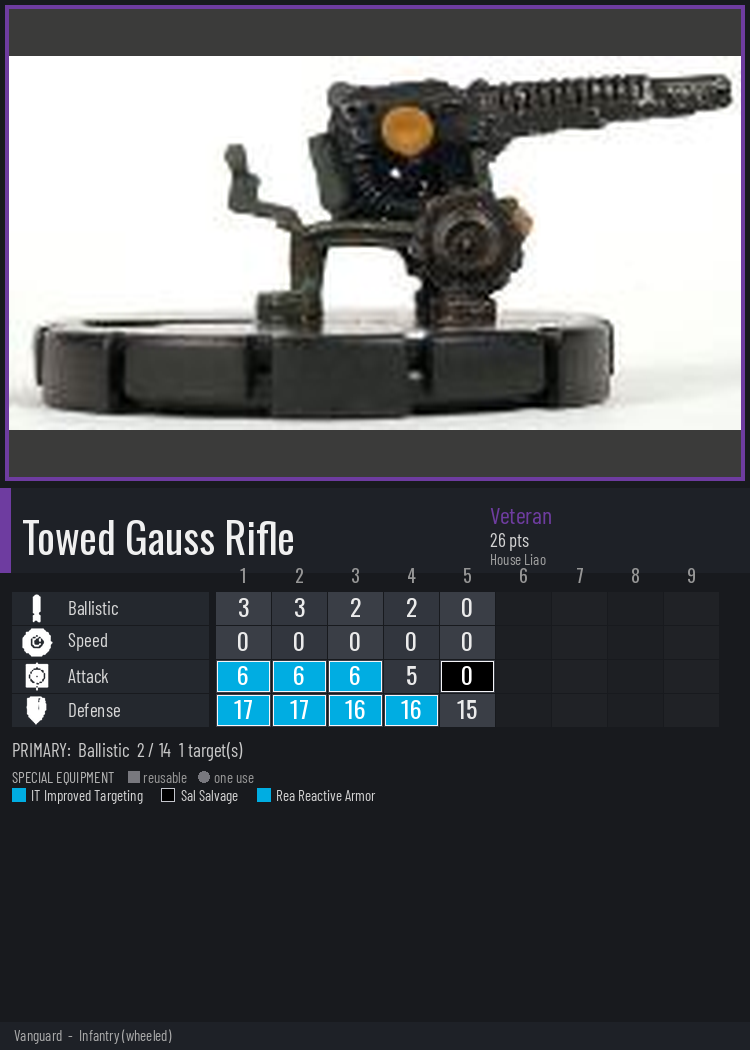 Towed Gauss Rifle
Veteran
26 pts
House Liao
1 2 3 4 5 6 7 8 9
Ballistic 3 3 2 2 0
Speed 0 0 0 0 0
Attack 6 6 6 5 0
Defense 17 17 16 16 15
PRIMARY: Ballistic 2 / 14 1 target(s)
SPECIAL EQUIPMENT reusable one use
IT Improved Targeting Sal Salvage Rea Reactive Armor
Vanguard - Infantry (wheeled)